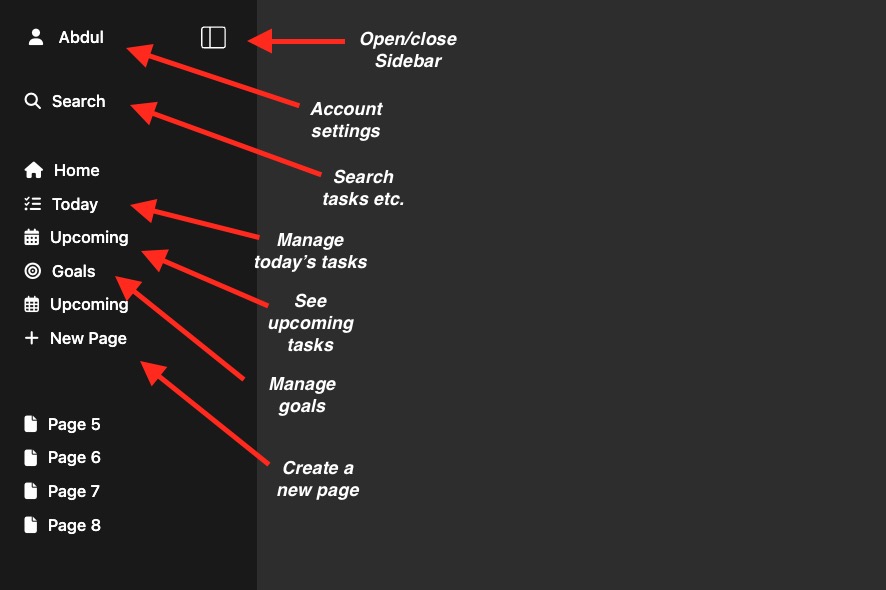 Abdul
Open/close
Sidebar
Account
settings
Search
Search
tasks etc.
Home
Today
Manage
today's tasks
Upcoming
See
upcoming
tasks
Goals
Upcoming
New Page
Manage
goals
Page 5
Page 6
Create a
new page
Page 7
Page 8